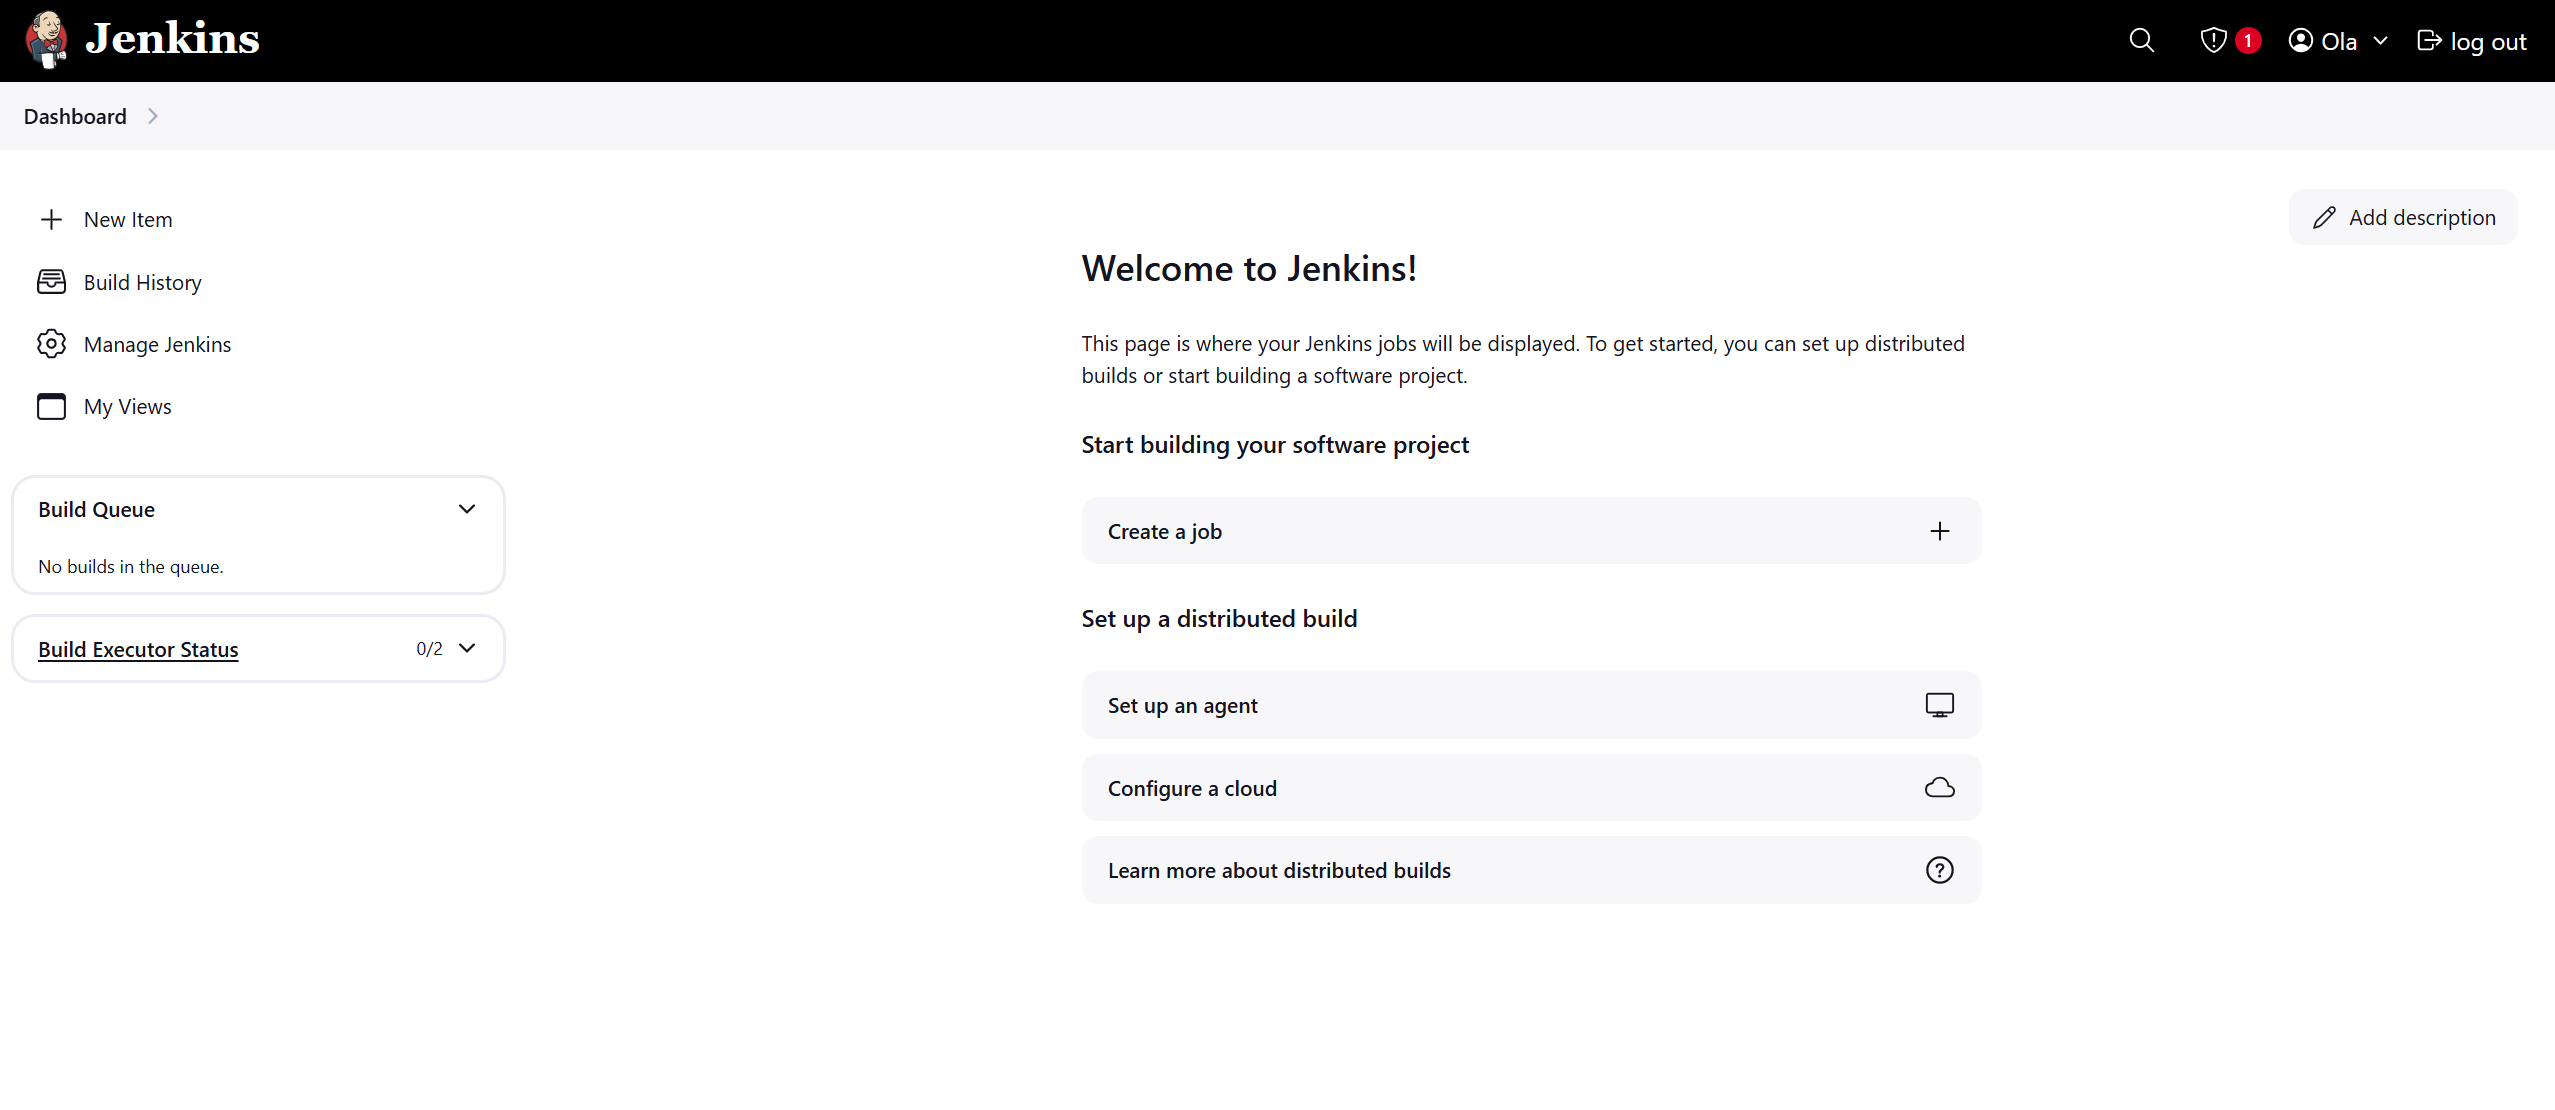 Jenkins
1
Ola
log out
Dashboard
New Item
Build History
Manage Jenkins
My Views
Build Queue
No builds in the queue.
Build Executor Status
0/2
Add description
Welcome to Jenkins!
This page is where your Jenkins jobs will be displayed. To get started, you can set up distributed
builds or start building a software project.
Start building your software project
Create a job
Set up a distributed build
Set up an agent
Configure a cloud
Learn more about distributed builds